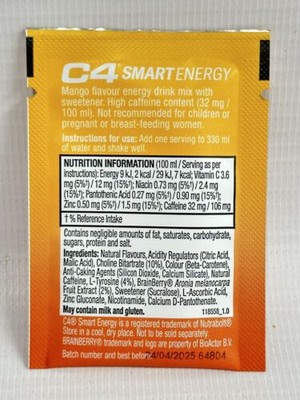 C4 SMART ENERGY
Mango flavour energy drink mix with
sweetener. High caffeine content (32 mg /
100 ml). Not recommended for children or
pregnant or breast-feeding women.
Instructions for use: Add one serving to 330 ml
of water and shake well.
NUTRITION INFORMATION (100 ml / Serving as per
instructions): Energy 9 kJ, 2 kcal / 29 kJ, 7 kcal; Vitamin C 3.6
mg (5%†) / 12 mg (15%†); Niacin 0.73 mg (5%†) / 2.4 mg
(15%†); Pantothenic Acid 0.27 mg (5%†) / 0.90 mg (15%†);
Zinc 0.50 mg (5%†) / 1.5 mg (15%†); Caffeine 32 mg / 106 mg
† % Reference Intake
Contains negligible amounts of fat, saturates, carbohydrate,
sugars, protein and salt.
Ingredients: Natural Flavours, Acidity Regulators (Citric Acid,
Malic Acid), Choline Bitartrate (10%), Colour (Beta-Carotene),
Anti-Caking Agents (Silicon Dioxide, Calcium Silicate), Natural
Caffeine, L-Tyrosine (4%), BrainBerry® Aronia melanocarpa
Fruit Extract (2%), Sweetener (Sucralose), L-Ascorbic Acid,
Zinc Gluconate, Nicotinamide, Calcium D-Pantothenate.
May contain milk and gluten. 118558_1.0
C4® Smart Energy is a registered trademark of Nutrabolt®
Store in a cool, dry place. Not to be sold separately.
BRAINBERRY® trademark and logo are property of BioActor B.V.
Batch number and best before 24/04/2025 64804